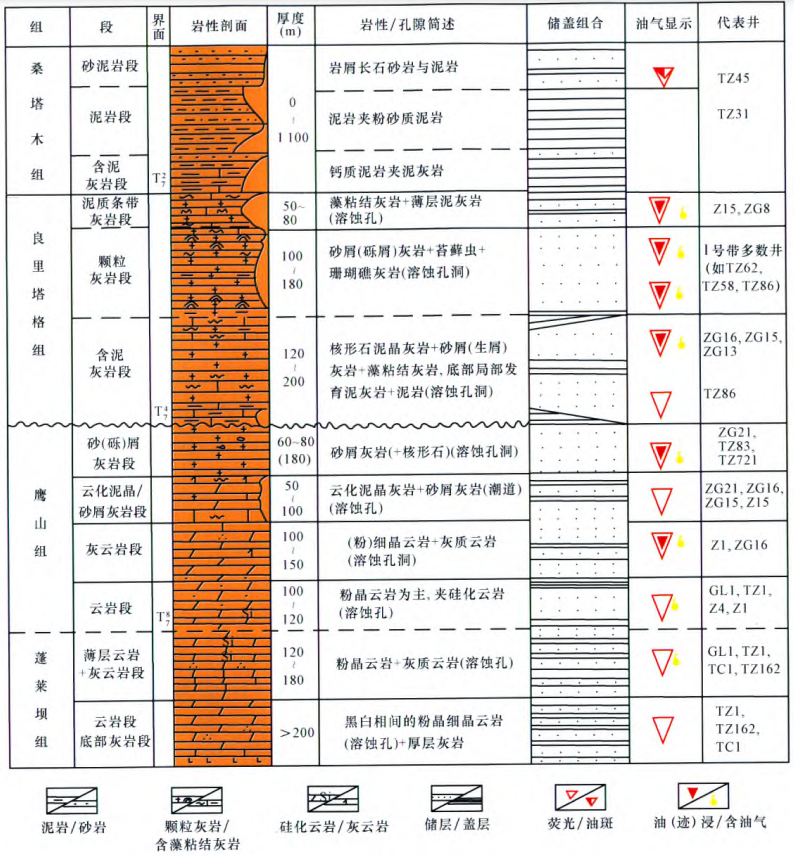 组 段 界面 岩性剖面 厚度(m) 岩性/孔隙简述 储盖组合 油气显示 代表井
桑塔木组
砂泥岩段
岩屑长石砂岩与泥岩
TZ45
泥岩段
0~1100
泥岩夹粉砂质泥岩
TZ31
含泥
灰岩段
T₇²
钙质泥岩夹泥灰岩
良里塔格组
泥质条带
灰岩段
50~
80
藻粘结灰岩+薄层泥灰岩
(溶蚀孔)
Z15, ZG8
颗粒
灰岩段
100
~
180
砂屑(砾屑)灰岩+苔藓虫+
珊瑚礁灰岩(溶蚀孔洞)
I号带多数井
(如TZ62,
TZ58, TZ86)
含泥
灰岩段
T₇⁴
120
~
200
核形石泥晶灰岩+砂屑(生屑)
灰岩+藻粘结灰岩,底部局部发
育泥灰岩+泥岩(溶蚀孔洞)
ZG16, ZG15,
ZG13
TZ86
鹰山组
砂(砾)屑
灰岩段
60~80
(180)
砂屑灰岩(+核形石)(溶蚀孔洞)
ZG21,
TZ83,
TZ721
云化泥晶/
砂屑灰岩段
50
~
100
云化泥晶灰岩+砂屑灰岩(潮道)
(溶蚀孔)
ZG21, ZG16,
ZG15, Z15
灰云岩段
100
~
150
(粉)细晶云岩+灰质云岩
(溶蚀孔洞)
Z1, ZG16
云岩段
T₇⁸
100
~
120
粉晶云岩为主,夹硅化云岩
(溶蚀孔)
GL1, TZ1,
Z4, Z1
蓬莱坝组
薄层云岩
+灰云岩段
120
~
180
粉晶云岩+灰质云岩(溶蚀孔)
GL1, TZ1,
TC1, TZ162
云岩段
底部灰岩段
>200
黑白相间的粉晶细晶云岩
(溶蚀孔)+厚层灰岩
TZ1,
TZ162,
TC1
Si
泥岩/砂岩
颗粒灰岩/
含藻粘结灰岩
硅化云岩/灰云岩
储层/盖层
荧光/油斑
油(迹)浸/含油气